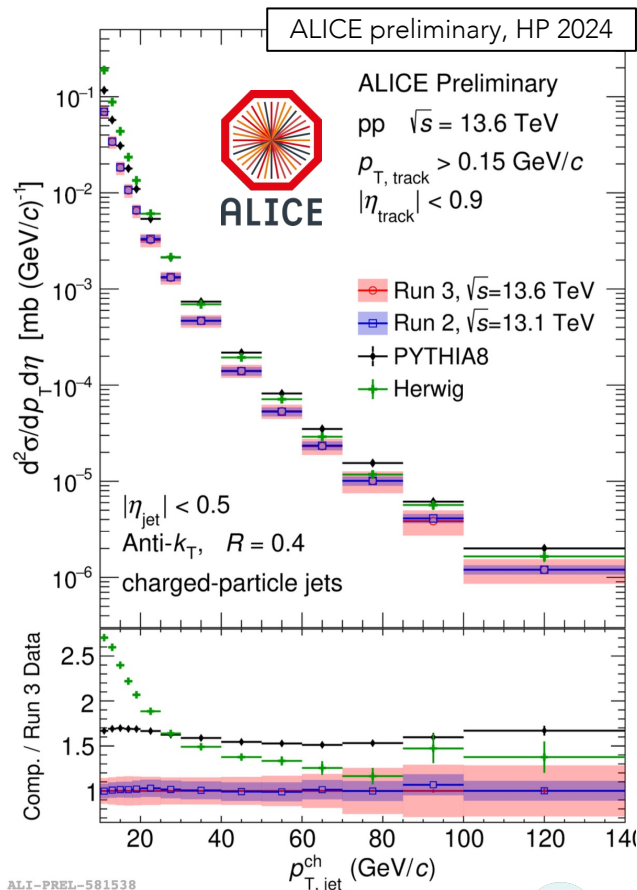 ALICE preliminary, HP 2024
ALICE Preliminary
pp √s = 13.6 TeV
p_T, track > 0.15 GeV/c
|η_track| < 0.9
ALICE
Run 3, √s=13.6 TeV
Run 2, √s=13.1 TeV
PYTHIA8
Herwig
|η_jet| < 0.5
Anti-k_T, R = 0.4
charged-particle jets
d²σ/dp_Tdη [mb (GeV/c)⁻¹]
10⁻¹
10⁻²
10⁻³
10⁻⁴
10⁻⁵
10⁻⁶
Comp. / Run 3 Data
2.5
2
1.5
1
20 40 60 80 100 120 140
p^ch_T, jet (GeV/c)
ALI-PREL-581538